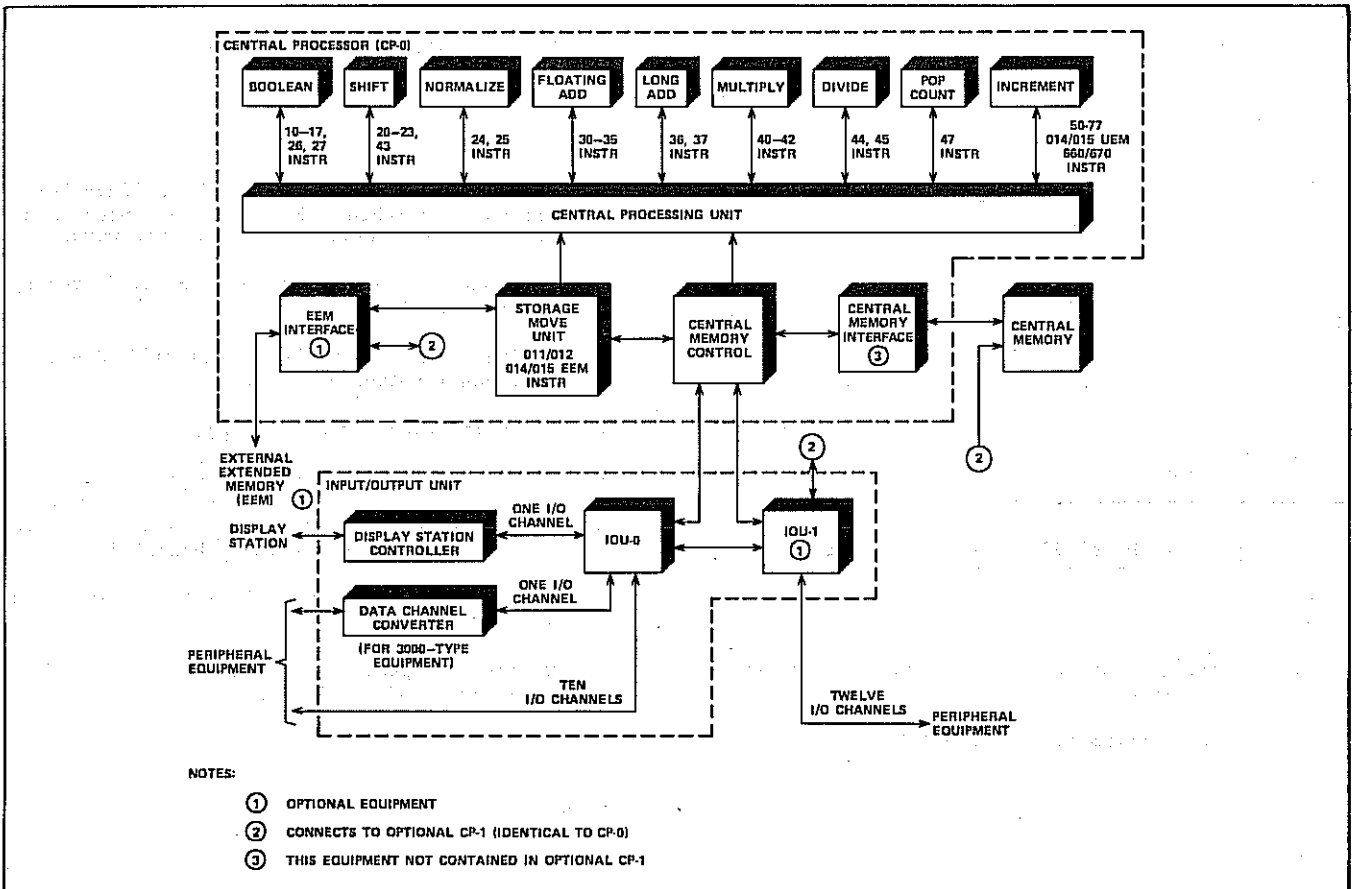 CENTRAL PROCESSOR (CP-0)
BOOLEAN
SHIFT
NORMALIZE
FLOATING
ADD
LONG
ADD
MULTIPLY
DIVIDE
POP
COUNT
INCREMENT
10–17,
26, 27
INSTR
20–23,
43
INSTR
24, 25
INSTR
30–35
INSTR
36, 37
INSTR
40–42
INSTR
44, 45
INSTR
47
INSTR
50-77
014/015 UEM
660/670
INSTR
CENTRAL PROCESSING UNIT
EEM
INTERFACE
1
2
STORAGE
MOVE
UNIT
011/012
014/015 EEM
INSTR
CENTRAL
MEMORY
CONTROL
CENTRAL
MEMORY
INTERFACE
3
CENTRAL
MEMORY
2
2
EXTERNAL
EXTENDED
MEMORY
(EEM)
1
INPUT/OUTPUT UNIT
DISPLAY
STATION
DISPLAY STATION
CONTROLLER
ONE I/O
CHANNEL
IOU-0
IOU-1
1
ONE I/O
CHANNEL
DATA CHANNEL
CONVERTER
(FOR 3000–TYPE
EQUIPMENT)
PERIPHERAL
EQUIPMENT
TEN
I/O CHANNELS
TWELVE
I/O CHANNELS
PERIPHERAL
EQUIPMENT
NOTES:
1 OPTIONAL EQUIPMENT
2 CONNECTS TO OPTIONAL CP-1 (IDENTICAL TO CP-0)
3 THIS EQUIPMENT NOT CONTAINED IN OPTIONAL CP-1